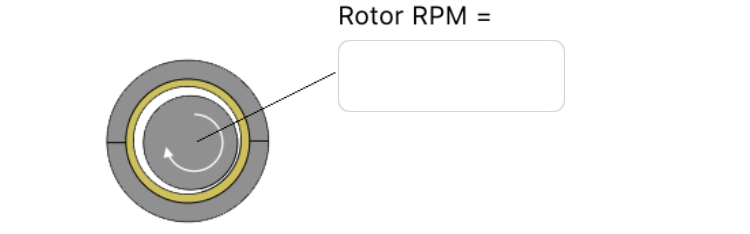 Rotor RPM =